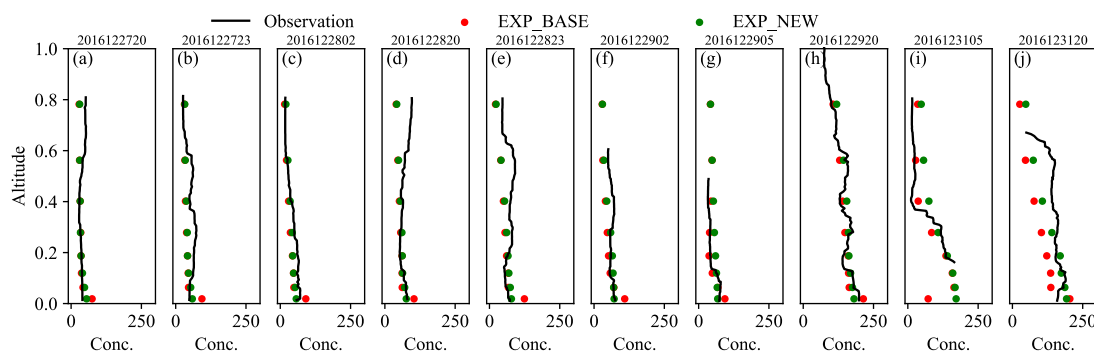 Observation EXP_BASE EXP_NEW
2016122720 2016122723 2016122802 2016122820 2016122823 2016122902 2016122905 2016122920 2016123105 2016123120
1.0 (a) (b) (c) (d) (e) (f) (g) (h) (i) (j)
0.8
0.6
Altitude
0.4
0.2
0.0
0 250 0 250 0 250 0 250 0 250 0 250 0 250 0 250 0 250 0 250
Conc. Conc. Conc. Conc. Conc. Conc. Conc. Conc. Conc. Conc.